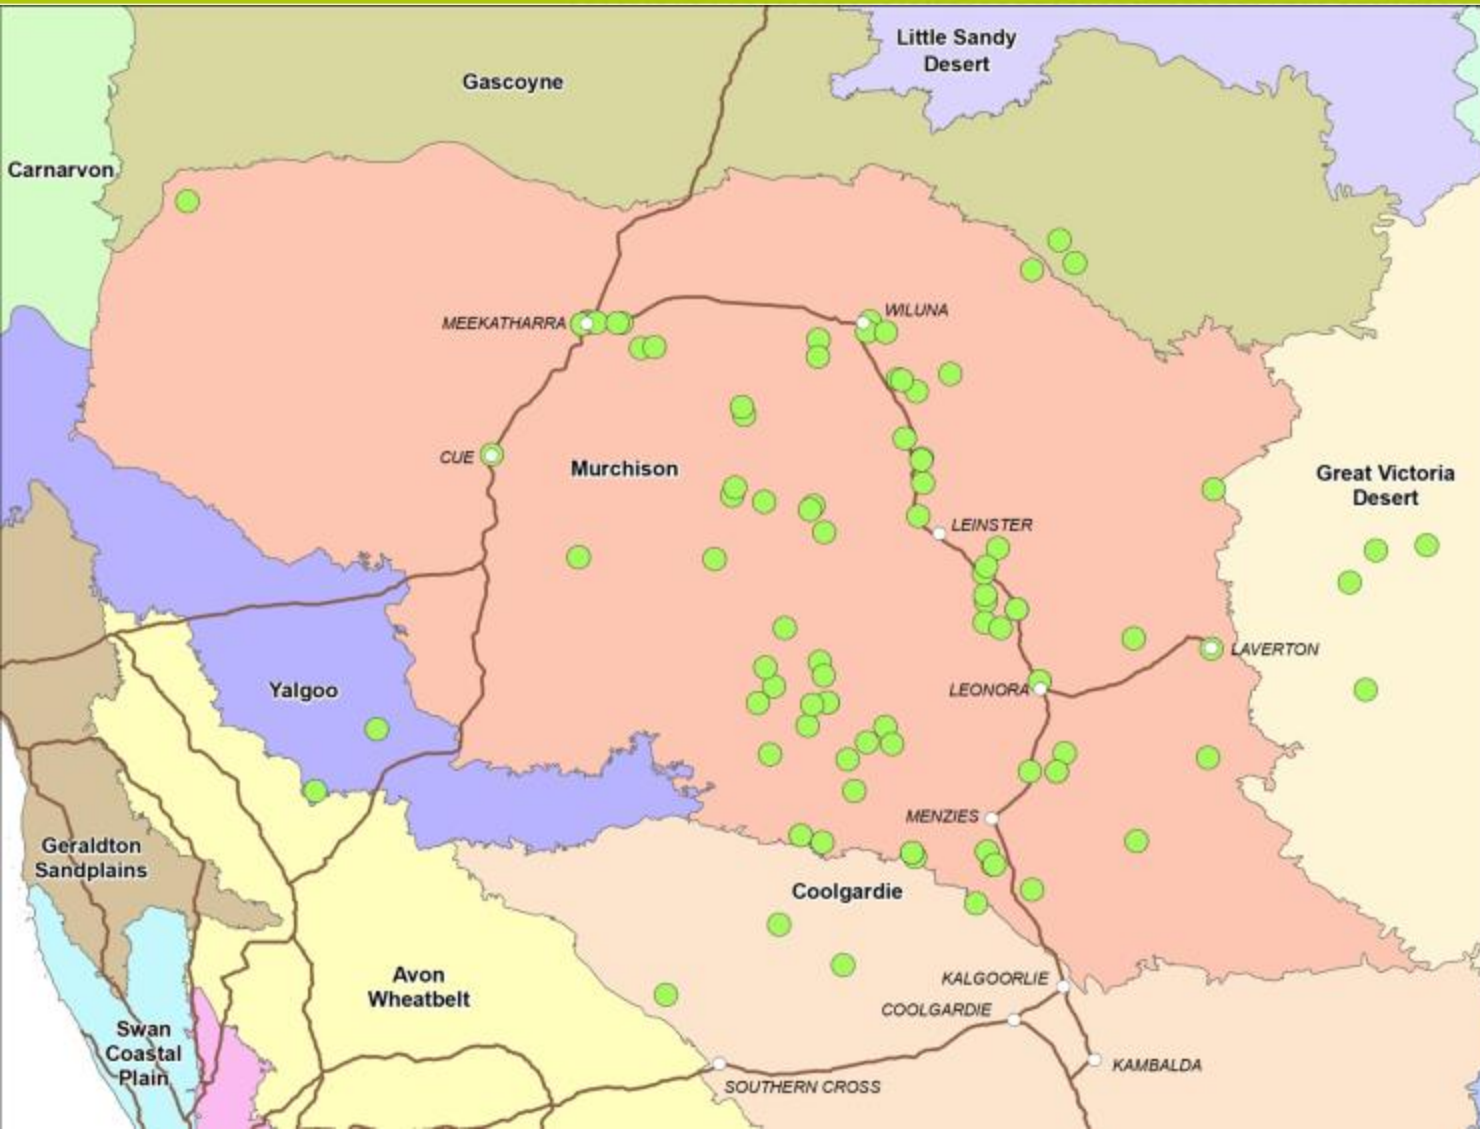 Little Sandy
Desert
Gascoyne
Carnarvon
WILUNA
MEEKATHARRA
CUE
Murchison
Great Victoria
Desert
LEINSTER
LAVERTON
Yalgoo
LEONORA
MENZIES
Geraldton
Sandplains
Coolgardie
Avon
Wheatbelt
KALGOORLIE
COOLGARDIE
Swan
Coastal
Plain
KAMBALDA
SOUTHERN CROSS